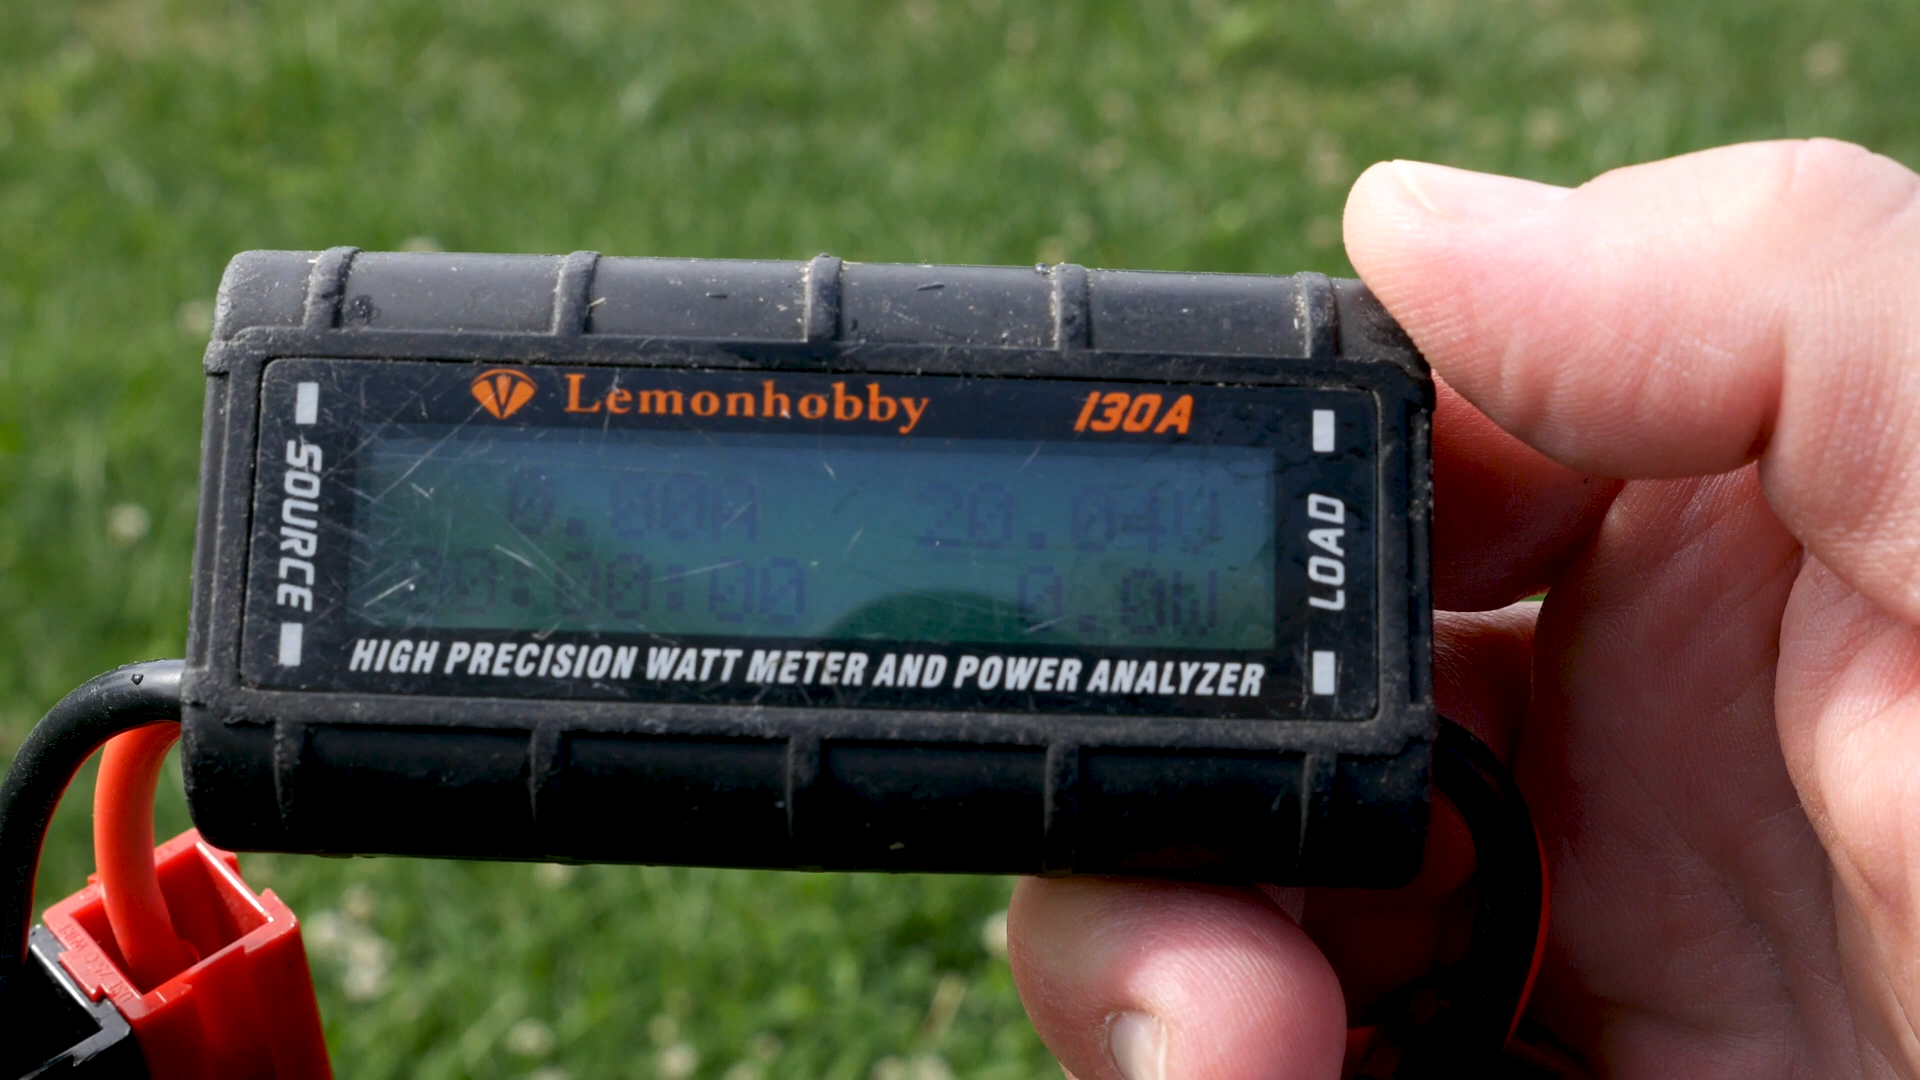 Lemonhobby 130A
SOURCE
0.00A 20.04V
00:00:00 0.0W
LOAD
HIGH PRECISION WATT METER AND POWER ANALYZER